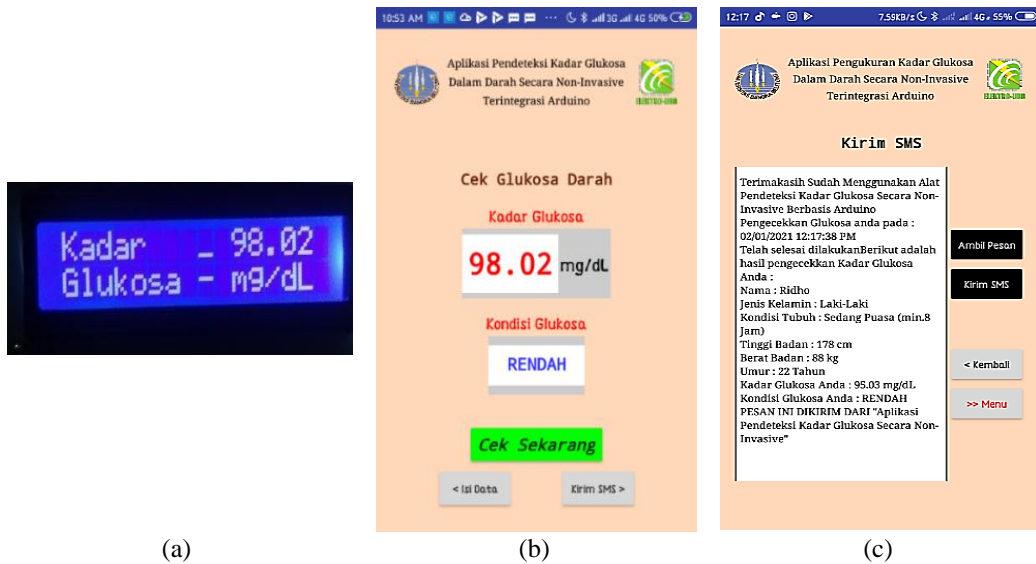 Kadar _ 98.02
Glukosa - mg/dL
(a)
10:53 AM ... 3G 4G 50%
Aplikasi Pendeteksi Kadar Glukosa
Dalam Darah Secara Non-Invasive
Terintegrasi Arduino
Cek Glukosa Darah
Kadar Glukosa
98.02 mg/dL
Kondisi Glukosa
RENDAH
Cek Sekarang
< Isi Data
Kirim SMS >
(b)
12:17 7.59KB/s 4G+ 55%
Aplikasi Pengukuran Kadar Glukosa
Dalam Darah Secara Non-Invasive
Terintegrasi Arduino
Kirim SMS
Terimakasih Sudah Menggunakan Alat
Pendeteksi Kadar Glukosa Secara Non-
Invasive Berbasis Arduino
Pengecekkan Glukosa anda pada :
02/01/2021 12:17:38 PM
Telah selesai dilakukanBerikut adalah
hasil pengecekkan Kadar Glukosa
Anda :
Nama : Ridho
Jenis Kelamin : Laki-Laki
Kondisi Tubuh : Sedang Puasa (min.8
Jam)
Tinggi Badan : 178 cm
Berat Badan : 88 kg
Umur : 22 Tahun
Kadar Glukosa Anda : 95.03 mg/dL
Kondisi Glukosa Anda : RENDAH
PESAN INI DIKIRIM DARI "Aplikasi
Pendeteksi Kadar Glukosa Secara Non-
Invasive"
Ambil Pesan
Kirim SMS
< Kembali
>> Menu
(c)